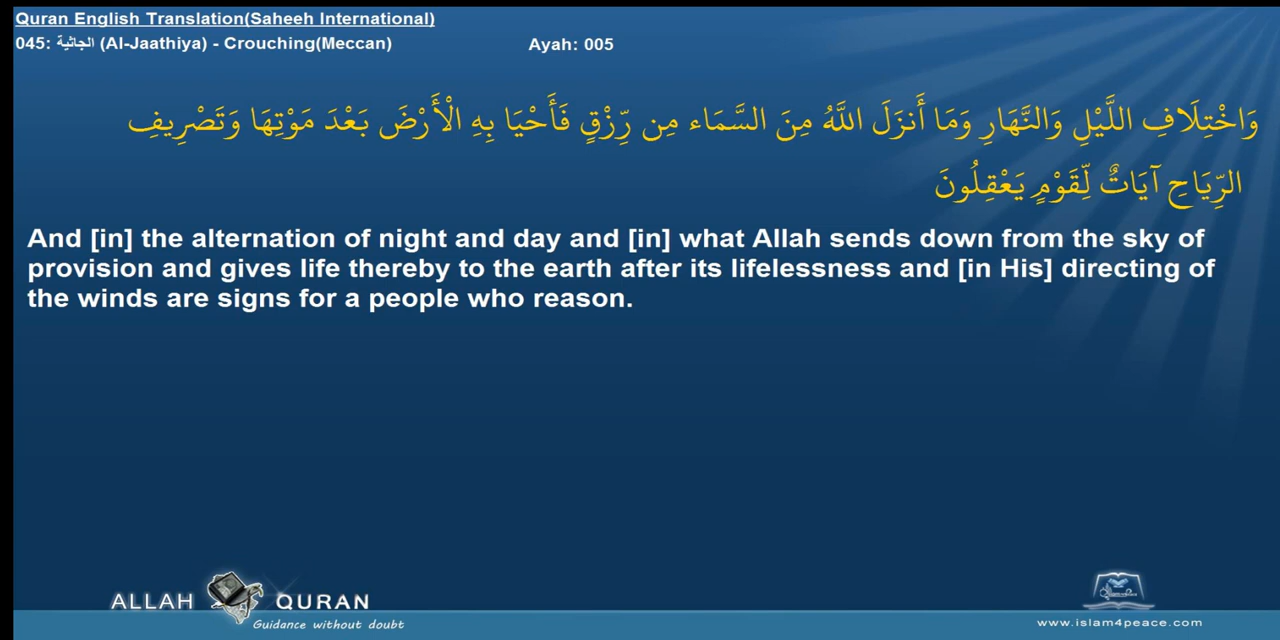 Quran English Translation(Saheeh International)
045: الجاثية (Al-Jaathiya) - Crouching(Meccan) Ayah: 005
وَاخْتِلَافِ اللَّيْلِ وَالنَّهَارِ وَمَا أَنزَلَ اللَّهُ مِنَ السَّمَاء مِن رِّزْقٍ فَأَحْيَا بِهِ الْأَرْضَ بَعْدَ مَوْتِهَا وَتَصْرِيفِ
الرِّيَاحِ آيَاتٌ لِّقَوْمٍ يَعْقِلُونَ
And [in] the alternation of night and day and [in] what Allah sends down from the sky of
provision and gives life thereby to the earth after its lifelessness and [in His] directing of
the winds are signs for a people who reason.
ALLAH QURAN
Guidance without doubt
www.islam4peace.com